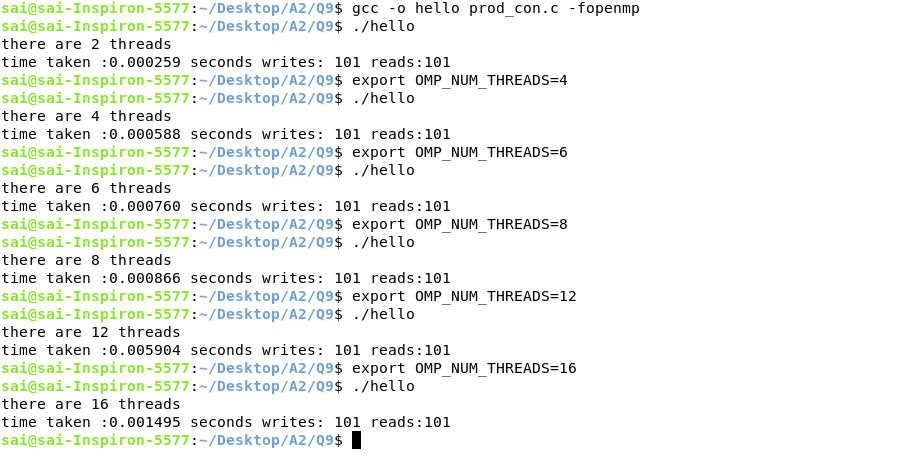 sai@sai-Inspiron-5577:~/Desktop/A2/Q9$ gcc -o hello prod_con.c -fopenmp
sai@sai-Inspiron-5577:~/Desktop/A2/Q9$ ./hello
there are 2 threads
time taken :0.000259 seconds writes: 101 reads:101
sai@sai-Inspiron-5577:~/Desktop/A2/Q9$ export OMP_NUM_THREADS=4
sai@sai-Inspiron-5577:~/Desktop/A2/Q9$ ./hello
there are 4 threads
time taken :0.000588 seconds writes: 101 reads:101
sai@sai-Inspiron-5577:~/Desktop/A2/Q9$ export OMP_NUM_THREADS=6
sai@sai-Inspiron-5577:~/Desktop/A2/Q9$ ./hello
there are 6 threads
time taken :0.000760 seconds writes: 101 reads:101
sai@sai-Inspiron-5577:~/Desktop/A2/Q9$ export OMP_NUM_THREADS=8
sai@sai-Inspiron-5577:~/Desktop/A2/Q9$ ./hello
there are 8 threads
time taken :0.000866 seconds writes: 101 reads:101
sai@sai-Inspiron-5577:~/Desktop/A2/Q9$ export OMP_NUM_THREADS=12
sai@sai-Inspiron-5577:~/Desktop/A2/Q9$ ./hello
there are 12 threads
time taken :0.005904 seconds writes: 101 reads:101
sai@sai-Inspiron-5577:~/Desktop/A2/Q9$ export OMP_NUM_THREADS=16
sai@sai-Inspiron-5577:~/Desktop/A2/Q9$ ./hello
there are 16 threads
time taken :0.001495 seconds writes: 101 reads:101
sai@sai-Inspiron-5577:~/Desktop/A2/Q9$